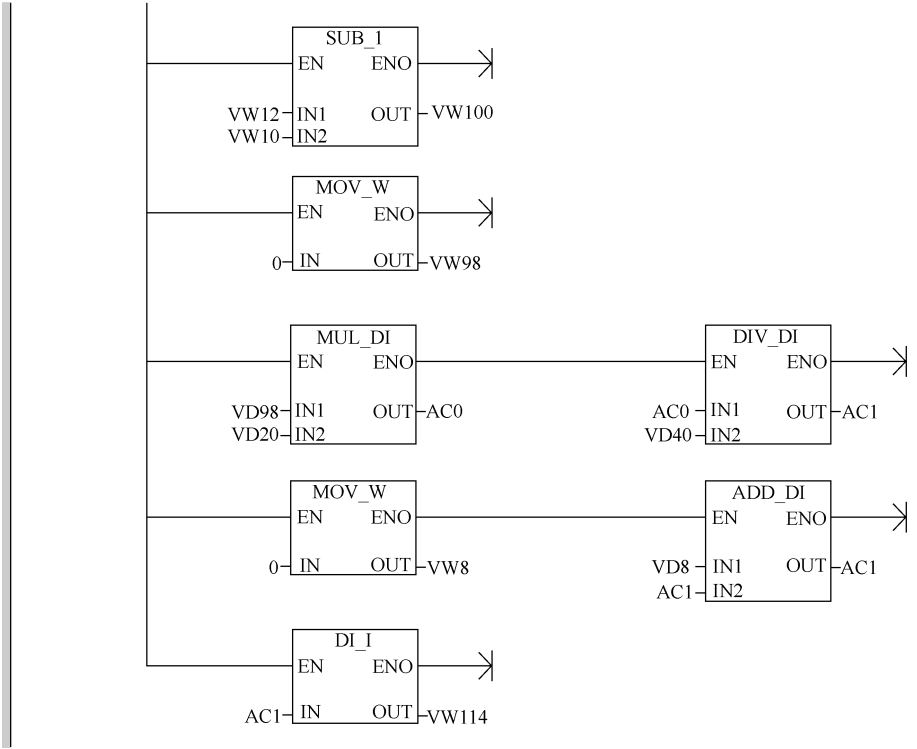 SUB_1
EN ENO
VW12 IN1 OUT VW100
VW10 IN2
MOV_W
EN ENO
0 IN OUT VW98
MUL_DI DIV_DI
EN ENO EN ENO
VD98 IN1 OUT AC0 AC0 IN1 OUT AC1
VD20 IN2 VD40 IN2
MOV_W ADD_DI
EN ENO EN ENO
0 IN OUT VW8 VD8 IN1 OUT AC1
AC1 IN2
DI_I
EN ENO
AC1 IN OUT VW114